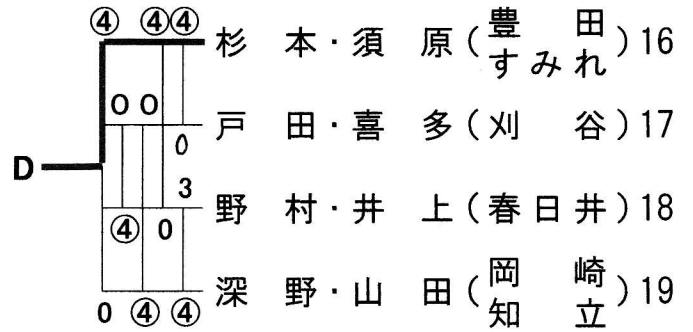 ④ ④④ 杉本・須原(豊田すみれ)16
0 0
戸田・喜多(刈谷)17
D
0
3
野村・井上(春日井)18
④ 0
深野・山田(岡崎知立)19
0 ④ ④